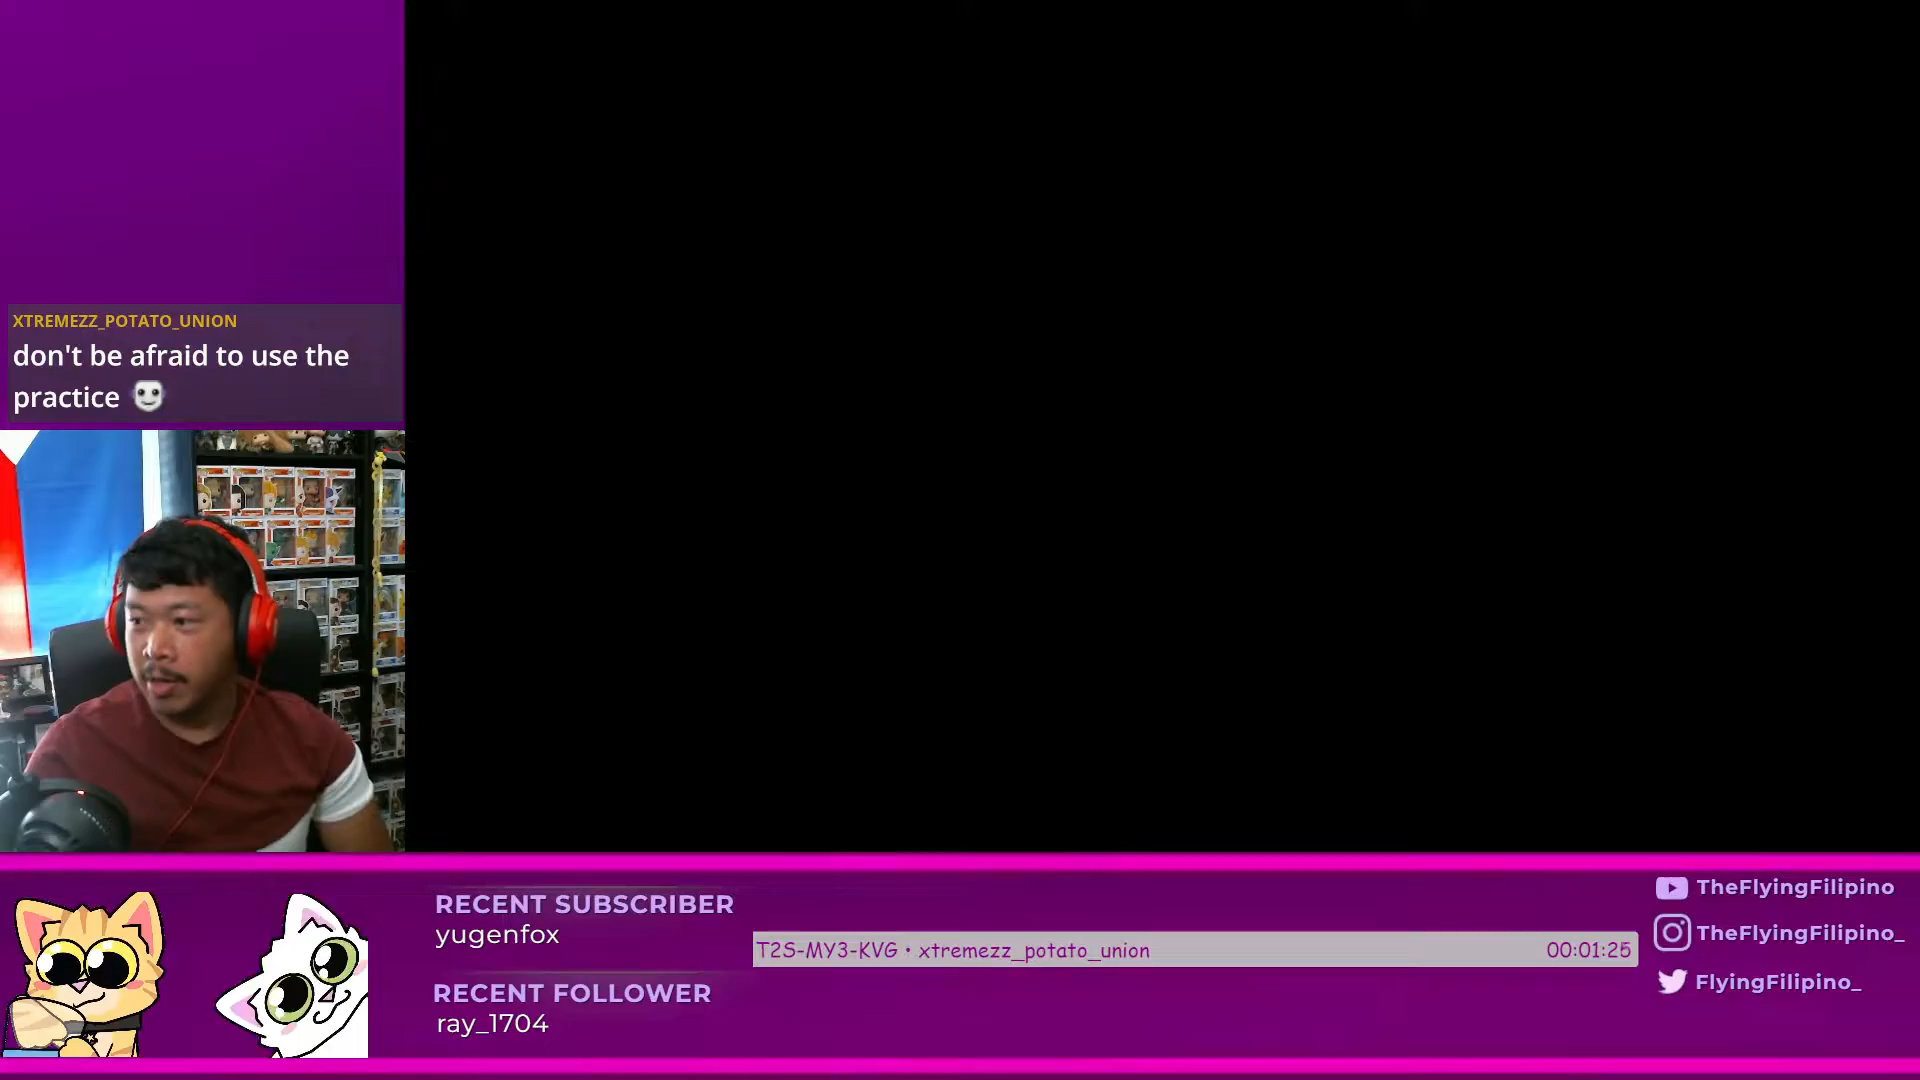 XTREMEZZ_POTATO_UNION
don't be afraid to use the
practice
RECENT SUBSCRIBER
yugenfox
T2S-MY3-KVG • xtremezz_potato_union 00:01:25
RECENT FOLLOWER
ray_1704
TheFlyingFilipino
TheFlyingFilipino_
FlyingFilipino_